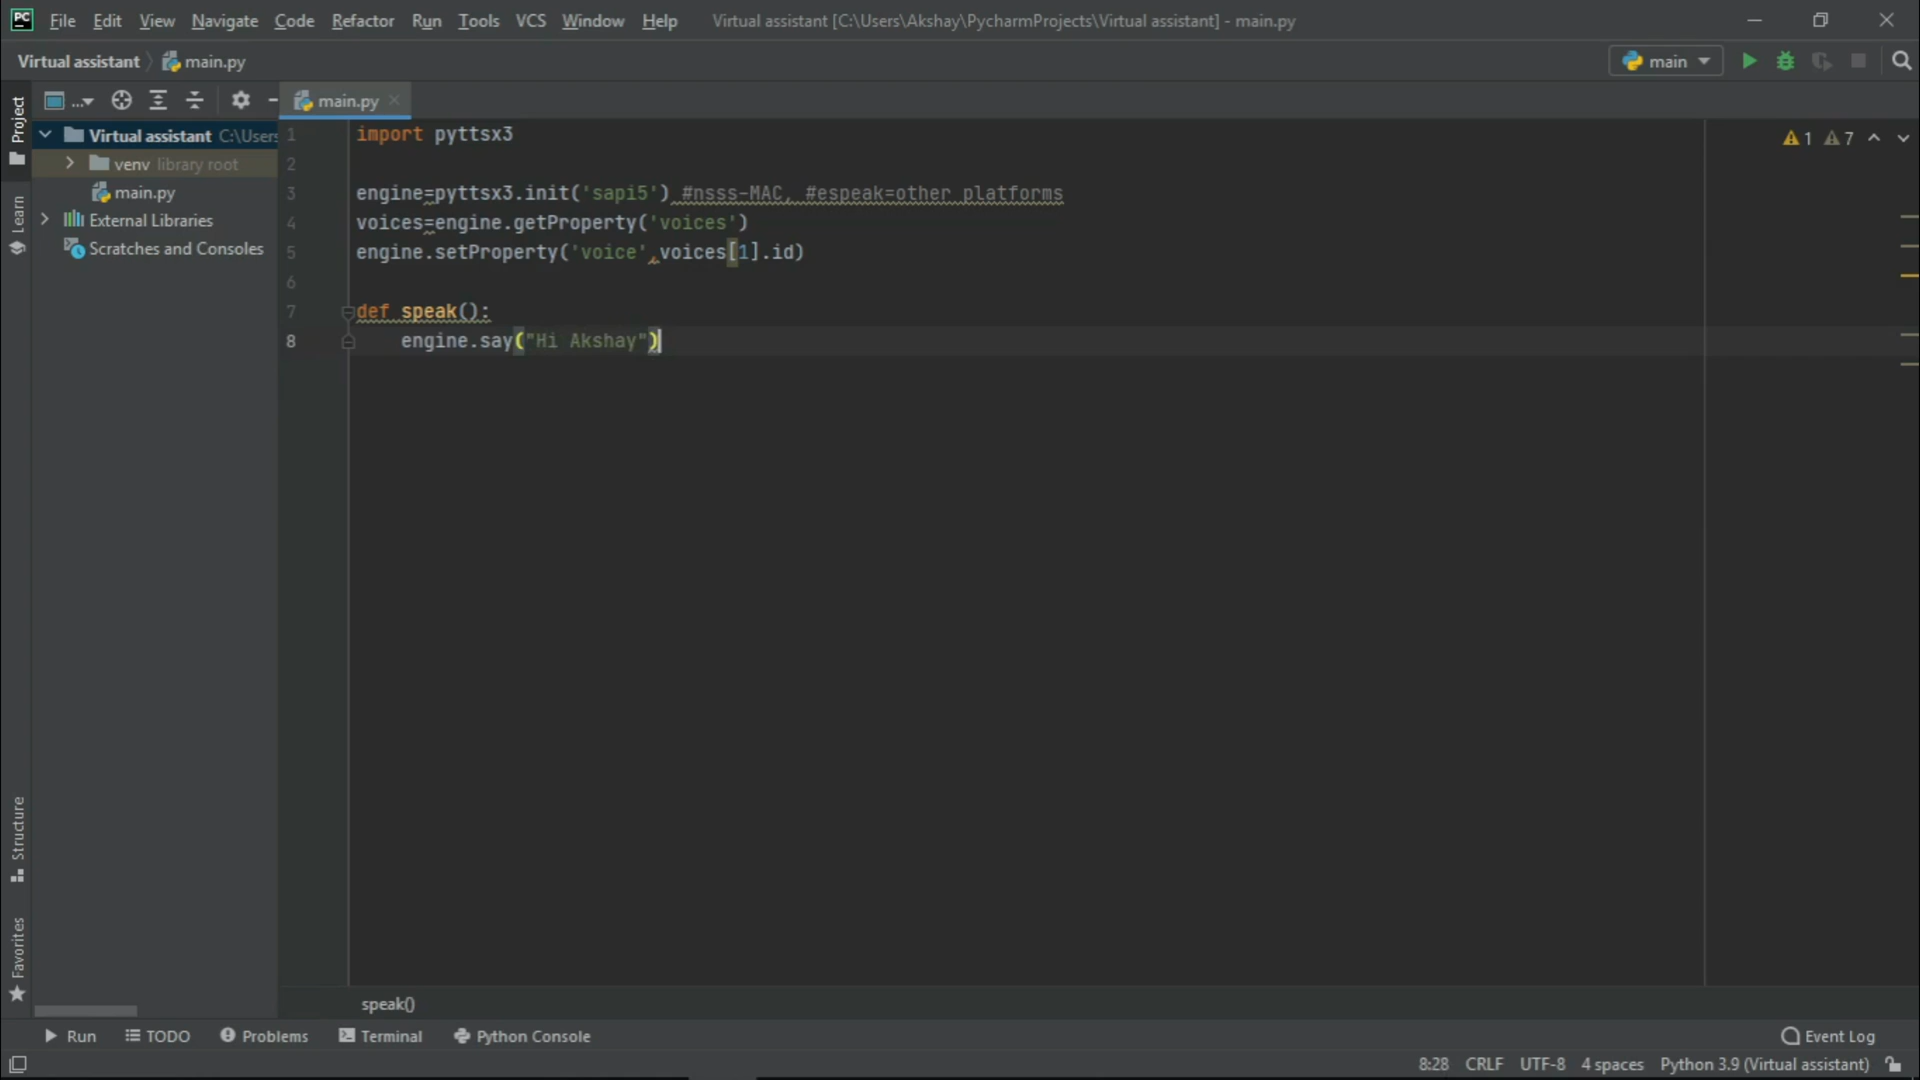 PC File Edit View Navigate Code Refactor Run Tools VCS Window Help Virtual assistant [C:\Users\Akshay\PycharmProjects\Virtual assistant] - main.py
Virtual assistant main.py main
Project ... main.py
Virtual assistant C:\Users
venv library root
main.py
External Libraries
Scratches and Consoles
Learn
1 import pyttsx3
2
3 engine=pyttsx3.init('sapi5') #nsss-MAC, #espeak=other platforms
4 voices=engine.getProperty('voices')
5 engine.setProperty('voice',voices[1].id)
6
7 def speak():
8 engine.say("Hi Akshay")
1 7
Structure
Favorites
speak()
Run TODO Problems Terminal Python Console Event Log
8:28 CRLF UTF-8 4 spaces Python 3.9 (Virtual assistant)